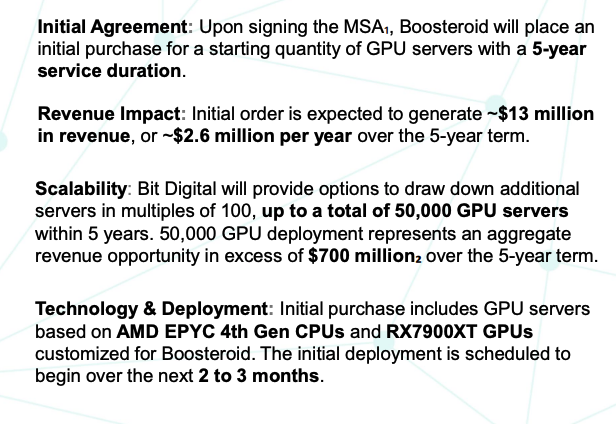 Initial Agreement: Upon signing the MSA₁, Boosteroid will place an
initial purchase for a starting quantity of GPU servers with a 5-year
service duration.
Revenue Impact: Initial order is expected to generate ~$13 million
in revenue, or ~$2.6 million per year over the 5-year term.
Scalability: Bit Digital will provide options to draw down additional
servers in multiples of 100, up to a total of 50,000 GPU servers
within 5 years. 50,000 GPU deployment represents an aggregate
revenue opportunity in excess of $700 million₂ over the 5-year term.
Technology & Deployment: Initial purchase includes GPU servers
based on AMD EPYC 4th Gen CPUs and RX7900XT GPUs
customized for Boosteroid. The initial deployment is scheduled to
begin over the next 2 to 3 months.